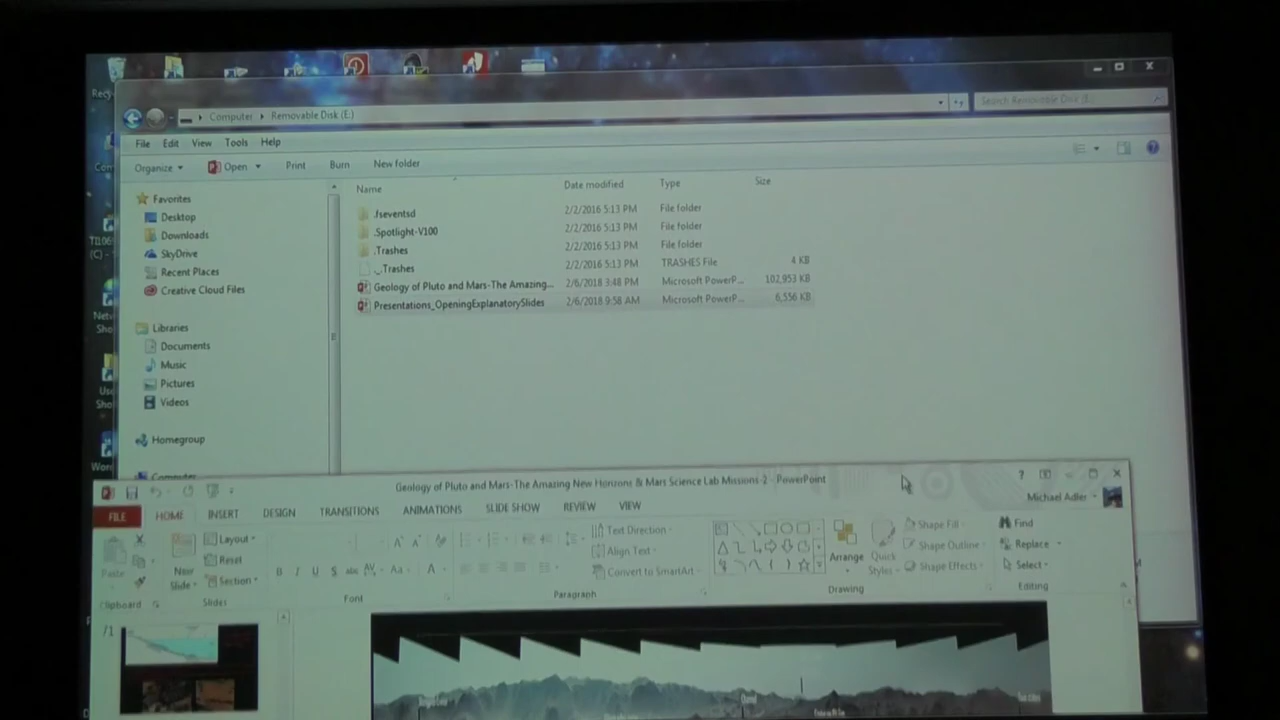 Computer Removable Disk (E:)
Search Removable Disk (E:)
File Edit View Tools Help
Organize Open Print Burn New folder
Favorites
Desktop
Downloads
SkyDrive
Recent Places
Creative Cloud Files
Libraries
Documents
Music
Pictures
Videos
Homegroup
Computer
Name Date modified Type Size
.fseventsd 2/2/2016 5:13 PM File folder
.Spotlight-V100 2/2/2016 5:13 PM File folder
.Trashes 2/2/2016 5:13 PM File folder
._.Trashes 2/2/2016 5:13 PM TRASHES File 4 KB
Geology of Pluto and Mars-The Amazing... 2/6/2018 3:48 PM Microsoft PowerP... 102,953 KB
Presentations_OpeningExplanatorySlides 2/6/2018 9:58 AM Microsoft PowerP... 6,556 KB
Geology of Pluto and Mars-The Amazing New Horizons & Mars Science Lab Missions-2 - PowerPoint
Michael Adler
FILE HOME INSERT DESIGN TRANSITIONS ANIMATIONS SLIDE SHOW REVIEW VIEW
Paste
New Slide
Layout
Reset
Section
B I U S abc AV Aa A
Text Direction
Align Text
Convert to SmartArt
Arrange
Quick Styles
Shape Fill
Shape Outline
Shape Effects
Find
Replace
Select
Clipboard Slides Font Paragraph Drawing Editing